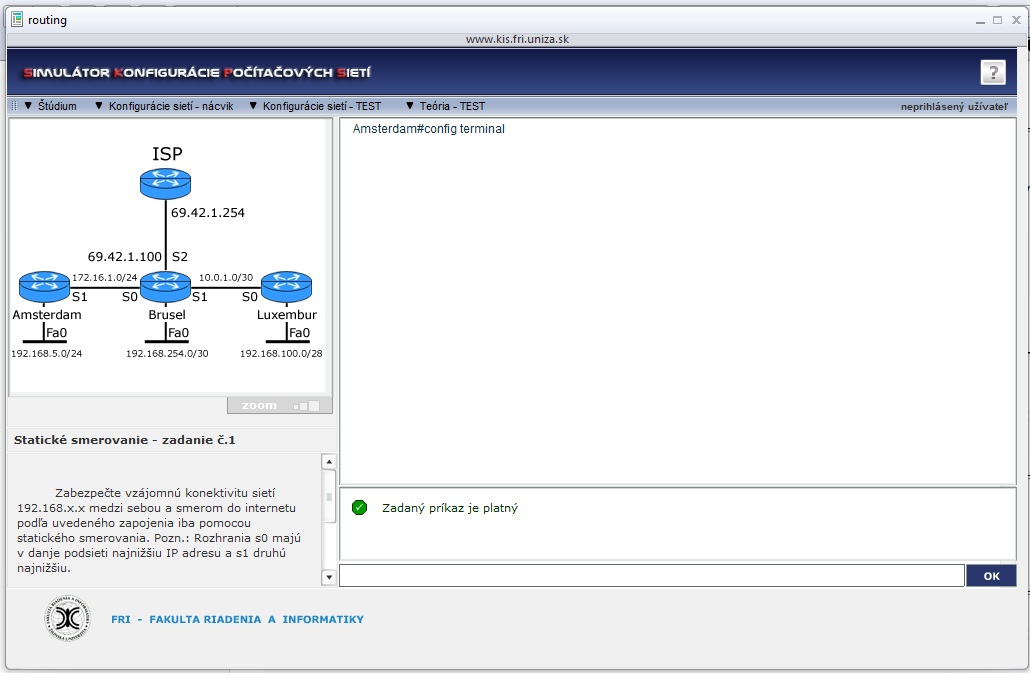 routing
www.kis.fri.uniza.sk
SIMULÁTOR KONFIGURÁCIE POČÍTAČOVÝCH SIETÍ
?
▼ Štúdium ▼ Konfigurácie sietí - nácvik ▼ Konfigurácie sietí - TEST ▼ Teória - TEST neprihlásený užívateľ
ISP
69.42.1.254
69.42.1.100 S2
172.16.1.0/24 10.0.1.0/30
S1 S0 S1 S0
Amsterdam Brusel Luxembur
Fa0 Fa0 Fa0
192.168.5.0/24 192.168.254.0/30 192.168.100.0/28
zoom
Statické smerovanie - zadanie č.1
Zabezpečte vzájomnú konektivitu sietí
192.168.x.x medzi sebou a smerom do internetu
podľa uvedeného zapojenia iba pomocou
statického smerovania. Pozn.: Rozhrania s0 majú
v danje podsieti najnižšiu IP adresu a s1 druhú
najnižšiu.
Amsterdam#config terminal
Zadaný príkaz je platný
OK
FRI - FAKULTA RIADENIA A INFORMATIKY